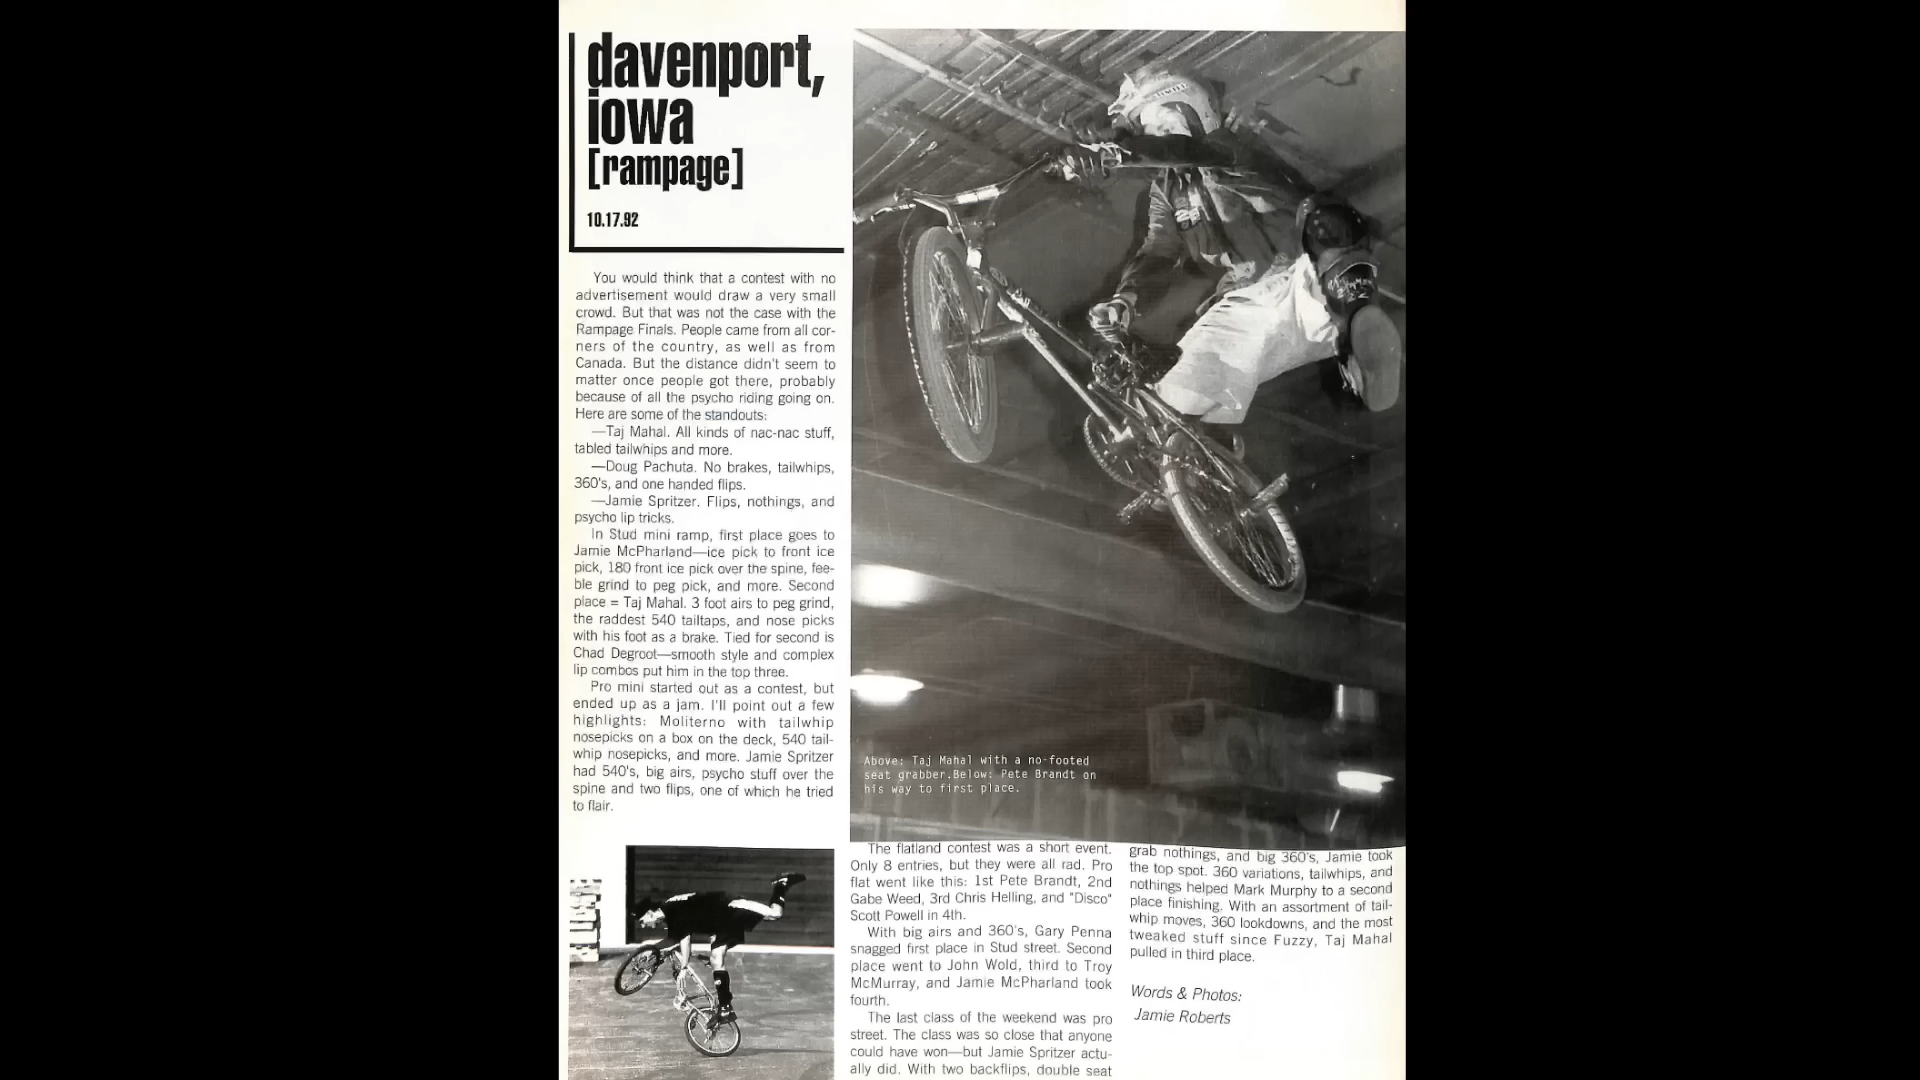 davenport,
iowa
[rampage]
10.17.92
You would think that a contest with no
advertisement would draw a very small
crowd. But that was not the case with the
Rampage Finals. People came from all cor-
ners of the country, as well as from
Canada. But the distance didn't seem to
matter once people got there, probably
because of all the psycho riding going on.
Here are some of the standouts:
—Taj Mahal. All kinds of nac-nac stuff,
tabled tailwhips and more.
—Doug Pachuta. No brakes, tailwhips,
360's, and one handed flips.
—Jamie Spritzer. Flips, nothings, and
psycho lip tricks.
In Stud mini ramp, first place goes to
Jamie McPharland—ice pick to front ice
pick, 180 front ice pick over the spine, fee-
ble grind to peg pick, and more. Second
place = Taj Mahal. 3 foot airs to peg grind,
the raddest 540 tailtaps, and nose picks
with his foot as a brake. Tied for second is
Chad Degroot—smooth style and complex
lip combos put him in the top three.
Pro mini started out as a contest, but
ended up as a jam. I'll point out a few
highlights: Moliterno with tailwhip
nosepicks on a box on the deck, 540 tail-
whip nosepicks, and more. Jamie Spritzer
had 540's, big airs, psycho stuff over the
spine and two flips, one of which he tried
to flair.
Above: Taj Mahal with a no-footed
seat grabber.Below: Pete Brandt on
his way to first place.
The flatland contest was a short event.
Only 8 entries, but they were all rad. Pro
flat went like this: 1st Pete Brandt, 2nd
Gabe Weed, 3rd Chris Helling, and "Disco"
Scott Powell in 4th.
With big airs and 360's, Gary Penna
snagged first place in Stud street. Second
place went to John Wold, third to Troy
McMurray, and Jamie McPharland took
fourth.
The last class of the weekend was pro
street. The class was so close that anyone
could have won—but Jamie Spritzer actu-
ally did. With two backflips, double seat
grab nothings, and big 360's, Jamie took
the top spot. 360 variations, tailwhips, and
nothings helped Mark Murphy to a second
place finishing. With an assortment of tail-
whip moves, 360 lookdowns, and the most
tweaked stuff since Fuzzy, Taj Mahal
pulled in third place.
Words & Photos:
Jamie Roberts